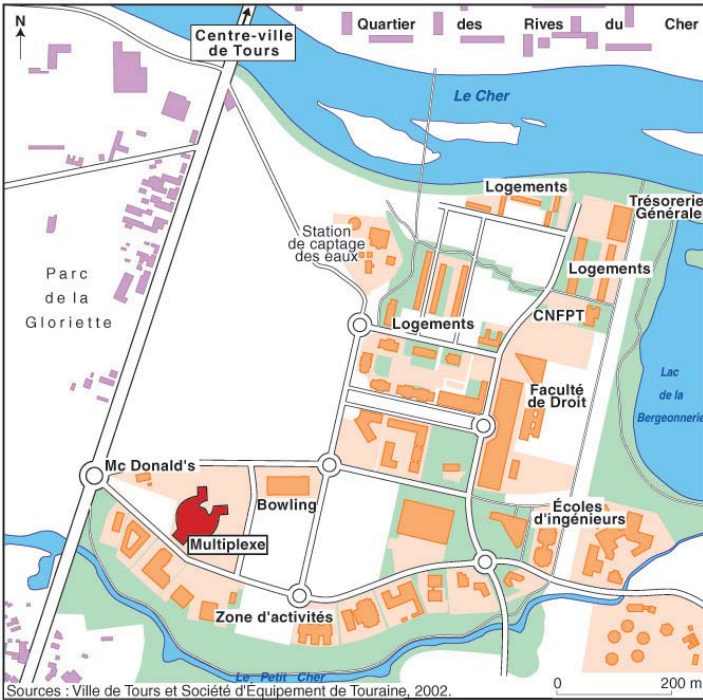 N
Centre-ville
de Tours
Quartier des Rives du Cher
Le Cher
Logements
Trésorerie
Générale
Station
de captage
des eaux
Logements
Parc
de la
Gloriette
CNFPT
Logements
Lac
de la
Bergeonnerie
Faculté
de Droit
Mc Donald's
Bowling
Écoles
d'ingénieurs
Multiplexe
Zone d'activités
Le Petit Cher
Sources : Ville de Tours et Société d'Équipement de Touraine, 2002.
0 200 m